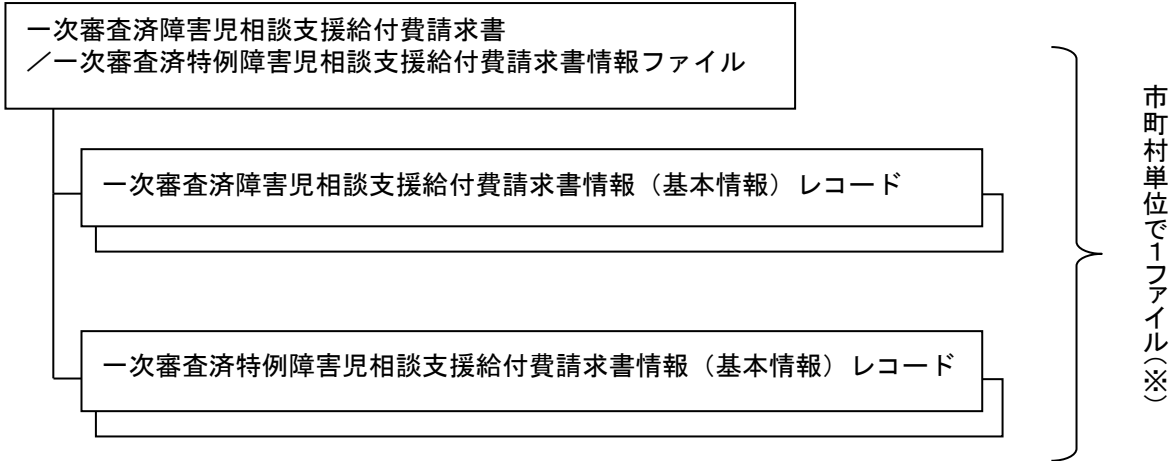 一次審査済障害児相談支援給付費請求書
／一次審査済特例障害児相談支援給付費請求書情報ファイル
一次審査済障害児相談支援給付費請求書情報（基本情報）レコード
一次審査済特例障害児相談支援給付費請求書情報（基本情報）レコード
市町村単位で1ファイル（※）